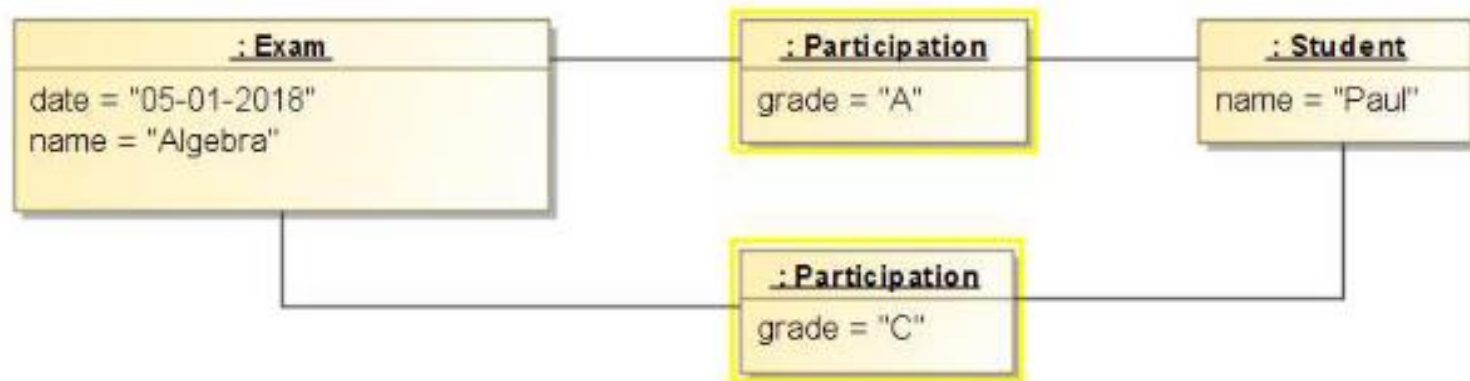 : Exam
date = "05-01-2018"
name = "Algebra"
: Participation
grade = "A"
: Student
name = "Paul"
: Participation
grade = "C"